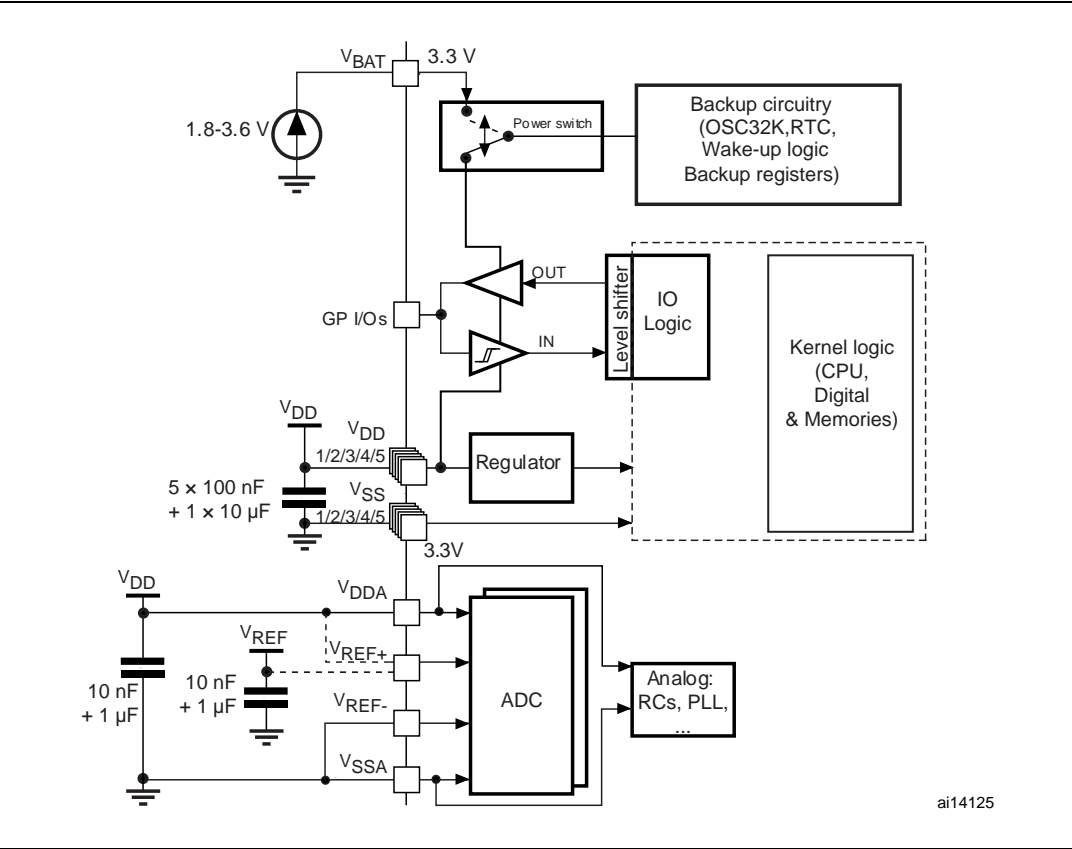 VBAT
3.3 V
1.8-3.6 V
Power switch
Backup circuitry
(OSC32K,RTC,
Wake-up logic
Backup registers)
GP I/Os
OUT
IN
Level shifter
IO
Logic
Kernel logic
(CPU,
Digital
& Memories)
VDD
VDD
1/2/3/4/5
Regulator
5 × 100 nF
+ 1 × 10 µF
VSS
1/2/3/4/5
3.3V
VDD
VDDA
VREF
VREF+
10 nF
+ 1 µF
10 nF
+ 1 µF
VREF-
VSSA
ADC
Analog:
RCs, PLL,
...
ai14125